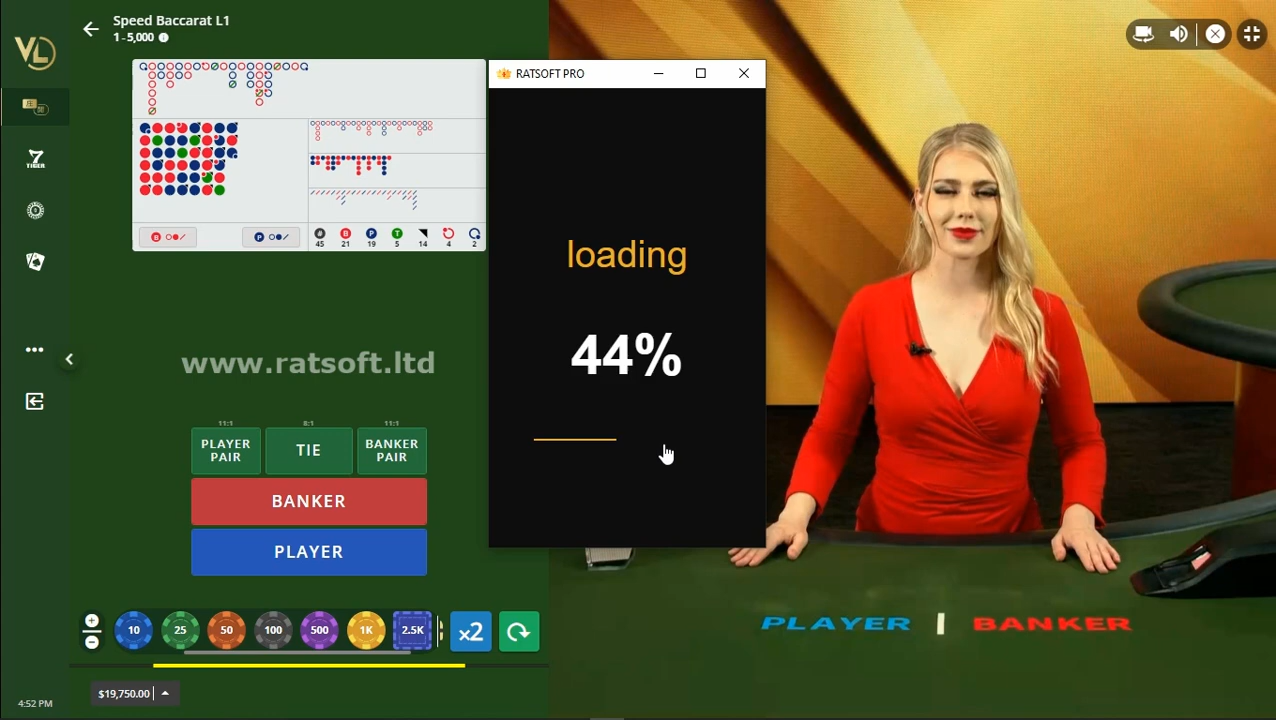 VL
Speed Baccarat L1
1 - 5,000
7
TIGER
RATSOFT PRO
loading
44%
B
P
# B P T
45 21 19 5 14 4 2
www.ratsoft.ltd
11:1 8:1 11:1
PLAYER PAIR
TIE
BANKER PAIR
BANKER
PLAYER
10 25 50 100 500 1K 2.5K x2
$19,750.00
4:52 PM
PLAYER | BANKER